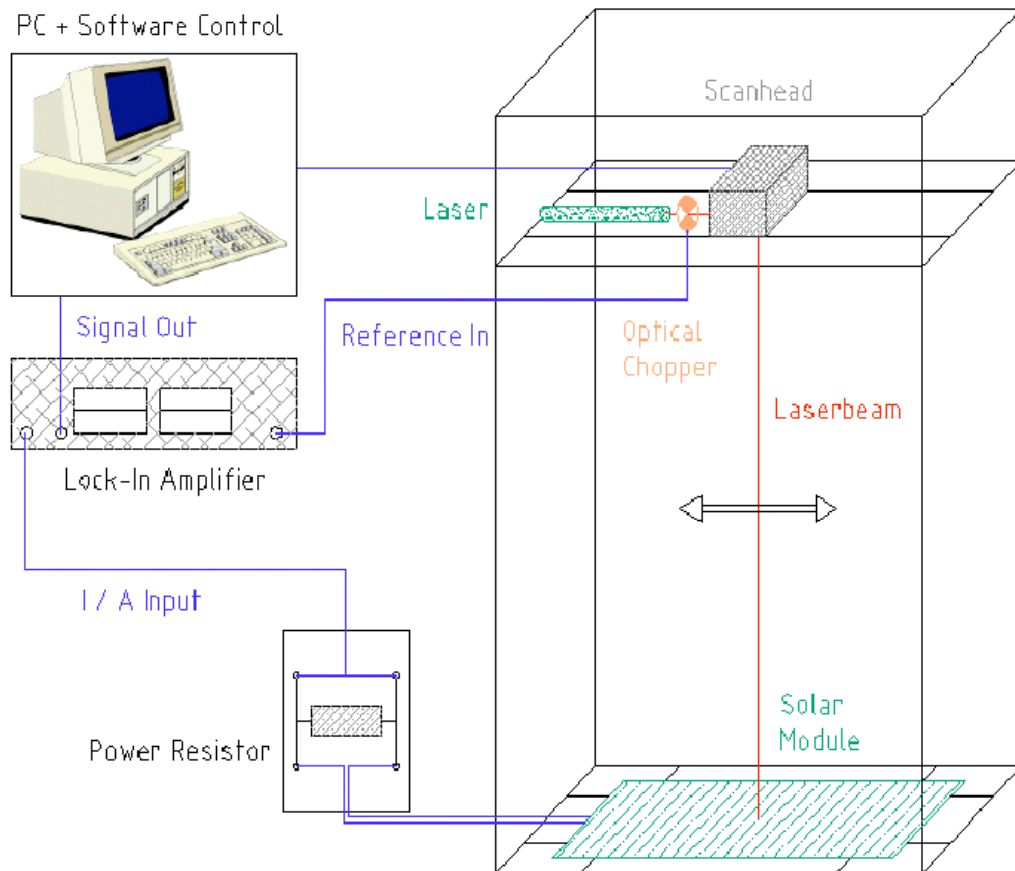 PC + Software Control
Scanhead
Laser
Signal Out
Reference In
Optical
Chopper
Laserbeam
Lock-In Amplifier
I / A Input
Solar
Module
Power Resistor